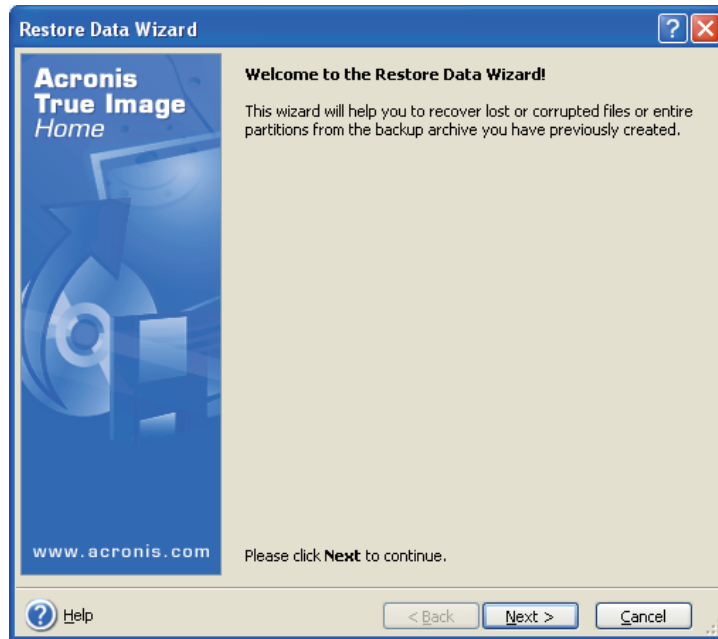 Restore Data Wizard
Acronis
True Image
Home
Welcome to the Restore Data Wizard!
This wizard will help you to recover lost or corrupted files or entire
partitions from the backup archive you have previously created.
www.acronis.com
Please click Next to continue.
Help
< Back
Next >
Cancel